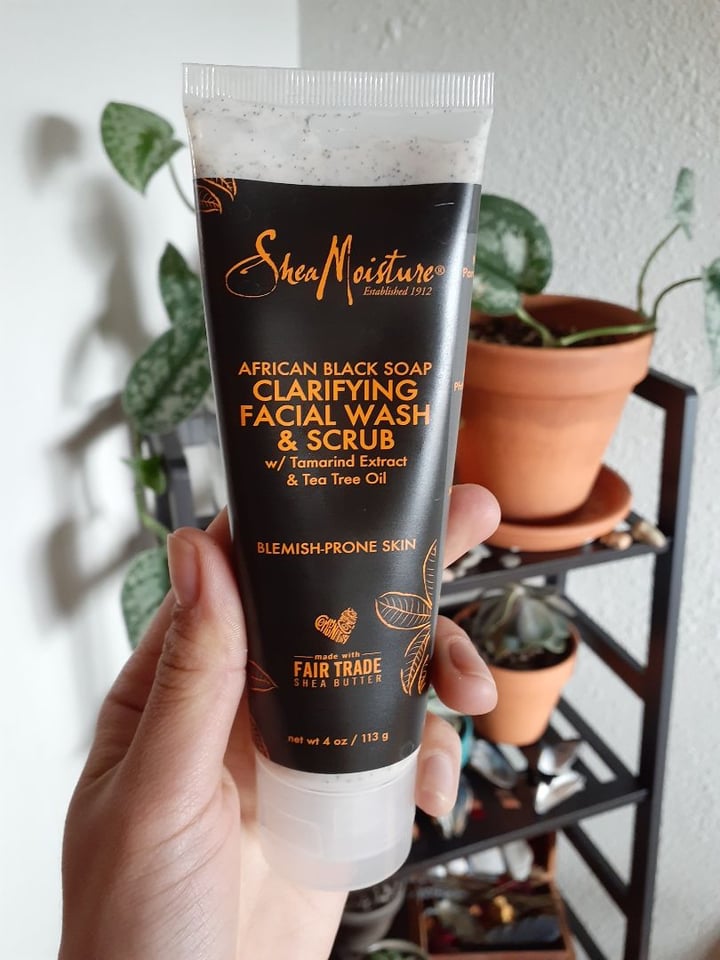 SheaMoisture®
Established 1912
AFRICAN BLACK SOAP
CLARIFYING
FACIAL WASH
& SCRUB
w/ Tamarind Extract
& Tea Tree Oil
BLEMISH-PRONE SKIN
made with
FAIR TRADE
SHEA BUTTER
net wt 4 oz / 113 g